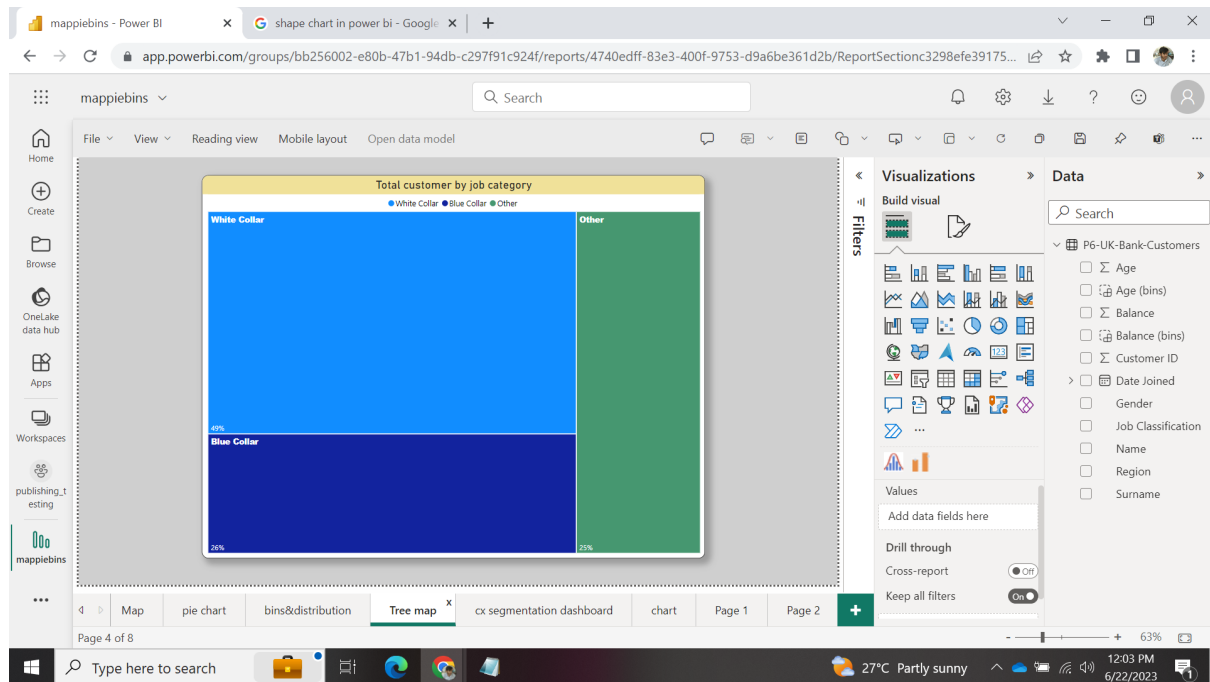 mappiebins - Power BI
shape chart in power bi - Google
app.powerbi.com/groups/bb256002-e80b-47b1-94db-c297f91c924f/reports/4740edff-83e3-400f-9753-d9a6be361d2b/ReportSectionc3298efe39175...
mappiebins
Search
File View Reading view Mobile layout Open data model
Home
Create
Browse
OneLake
data hub
Apps
Workspaces
publishing_t
esting
mappiebins
Total customer by job category
White Collar Blue Collar Other
White Collar
49%
Blue Collar
26%
Other
25%
Filters
Visualizations
Build visual
123
Values
Add data fields here
Drill through
Cross-report Off
Keep all filters On
Data
Search
P6-UK-Bank-Customers
Age
Age (bins)
Balance
Balance (bins)
Customer ID
Date Joined
Gender
Job Classification
Name
Region
Surname
Map pie chart bins&distribution Tree map x cx segmentation dashboard chart Page 1 Page 2 +
Page 4 of 8
- + 63%
Type here to search
27°C Partly sunny
12:03 PM
6/22/2023
1